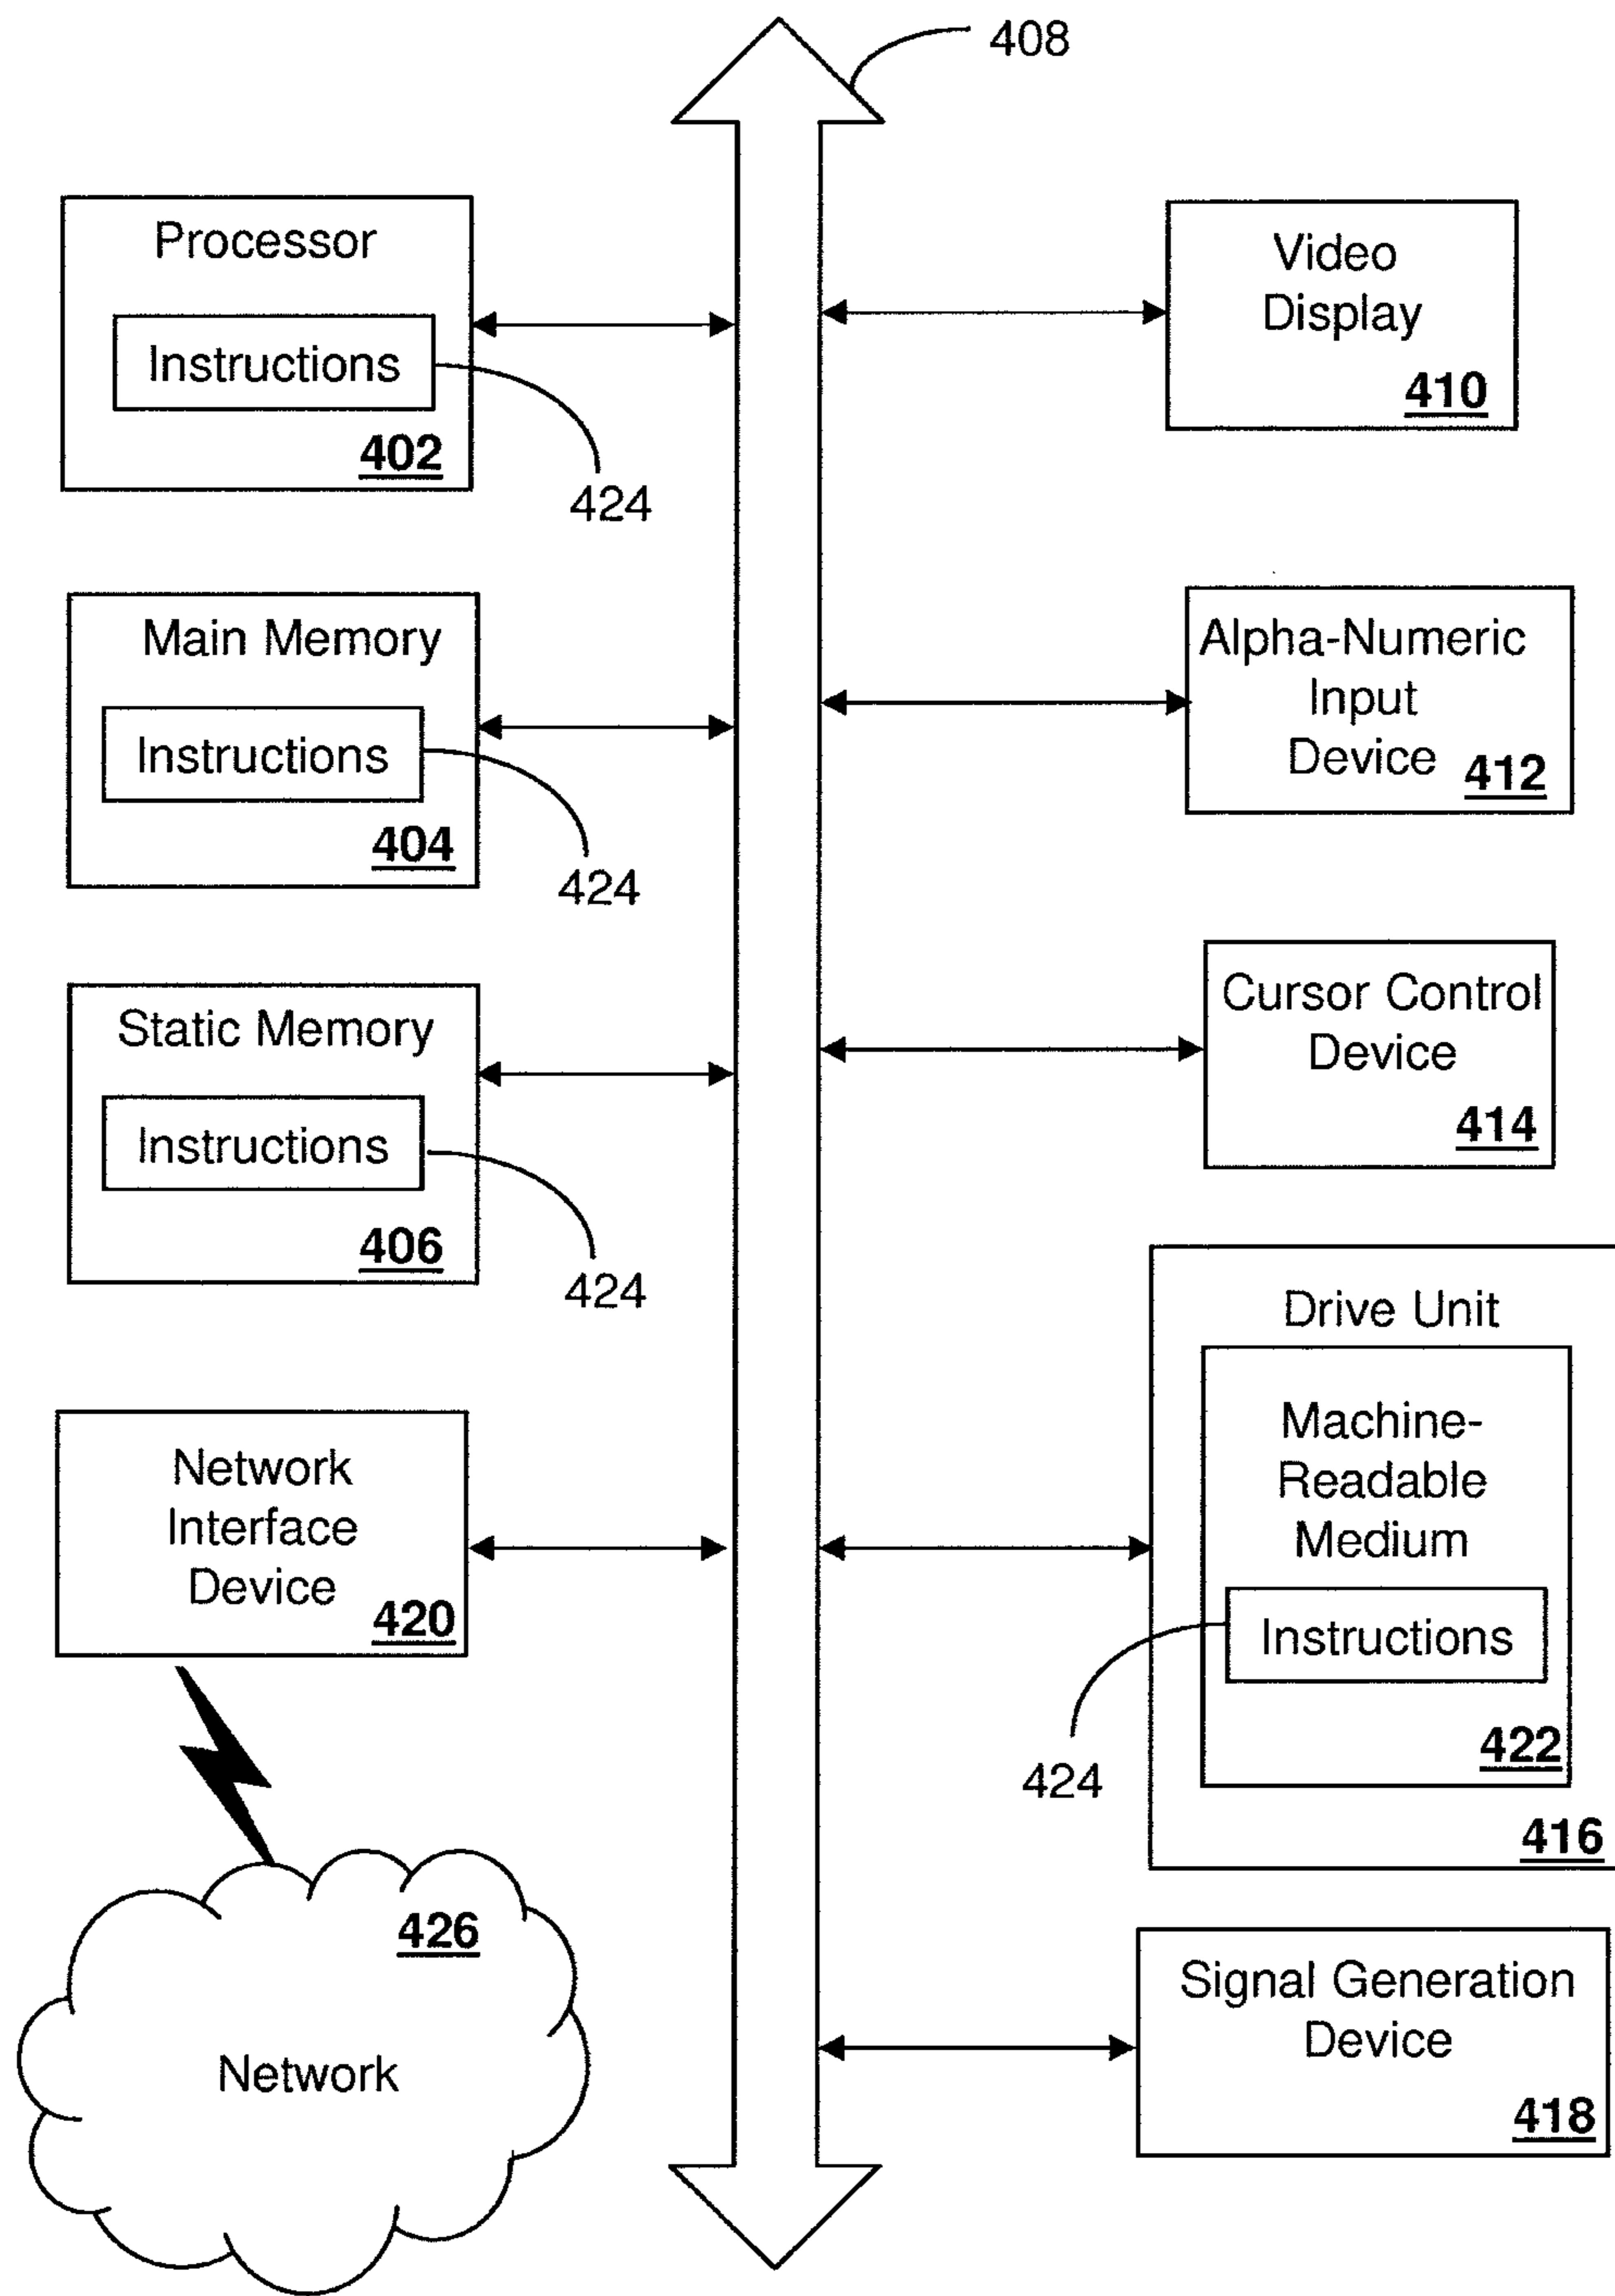 408
Processor
Instructions
402
424
Main Memory
Instructions
404
424
Static Memory
Instructions
406
424
Network
Interface
Device
420
426
Network
Video
Display
410
Alpha-Numeric
Input
Device
412
Cursor Control
Device
414
Drive Unit
Machine-
Readable
Medium
Instructions
424
422
416
Signal Generation
Device
418